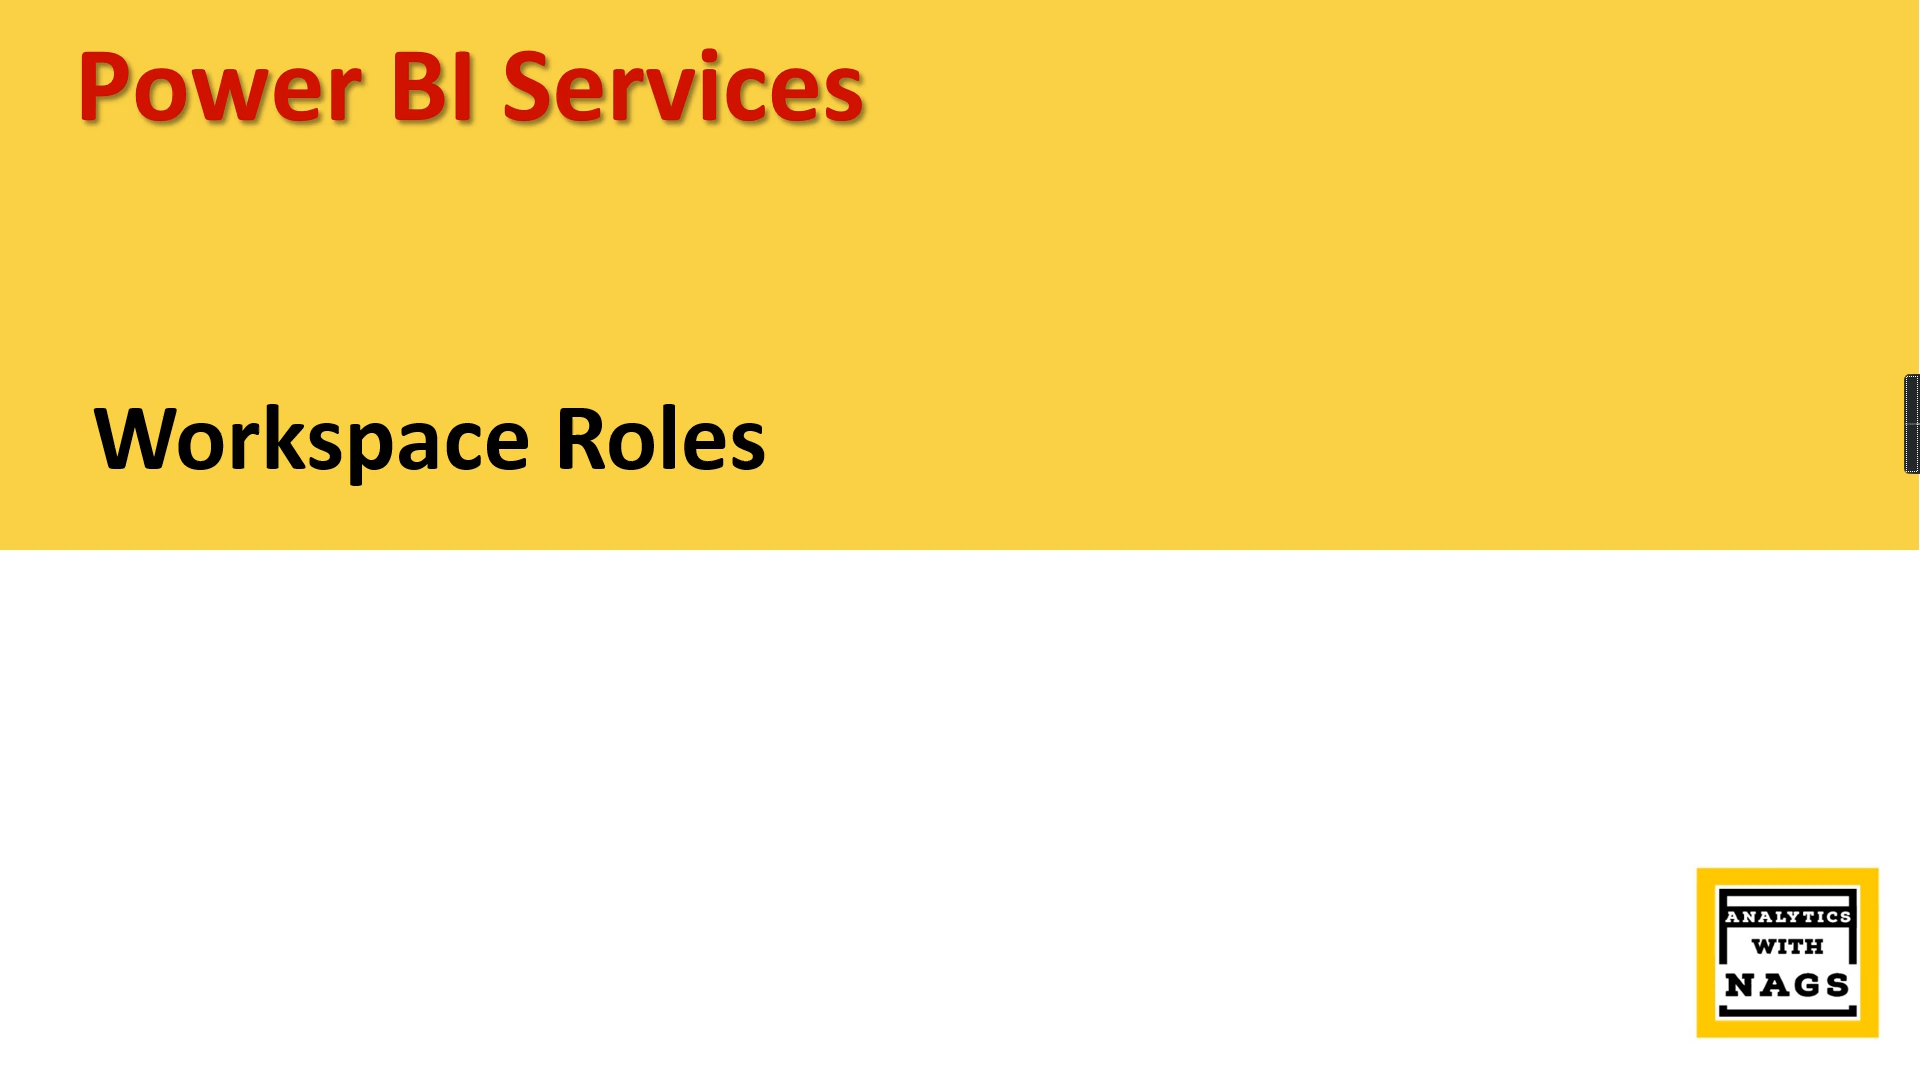 Power BI Services
Workspace Roles
ANALYTICS
WITH
NAGS